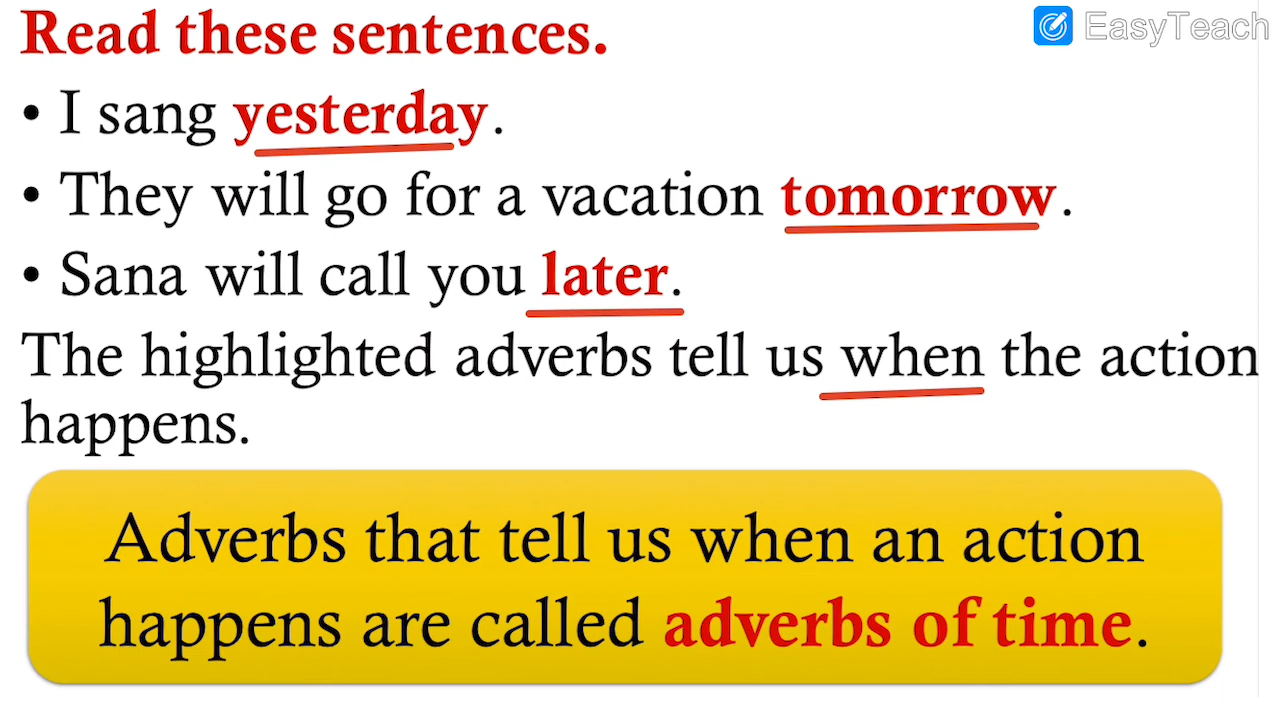 Read these sentences.
EasyTeach
• I sang yesterday.
• They will go for a vacation tomorrow.
• Sana will call you later.
The highlighted adverbs tell us when the action
happens.
Adverbs that tell us when an action
happens are called adverbs of time.